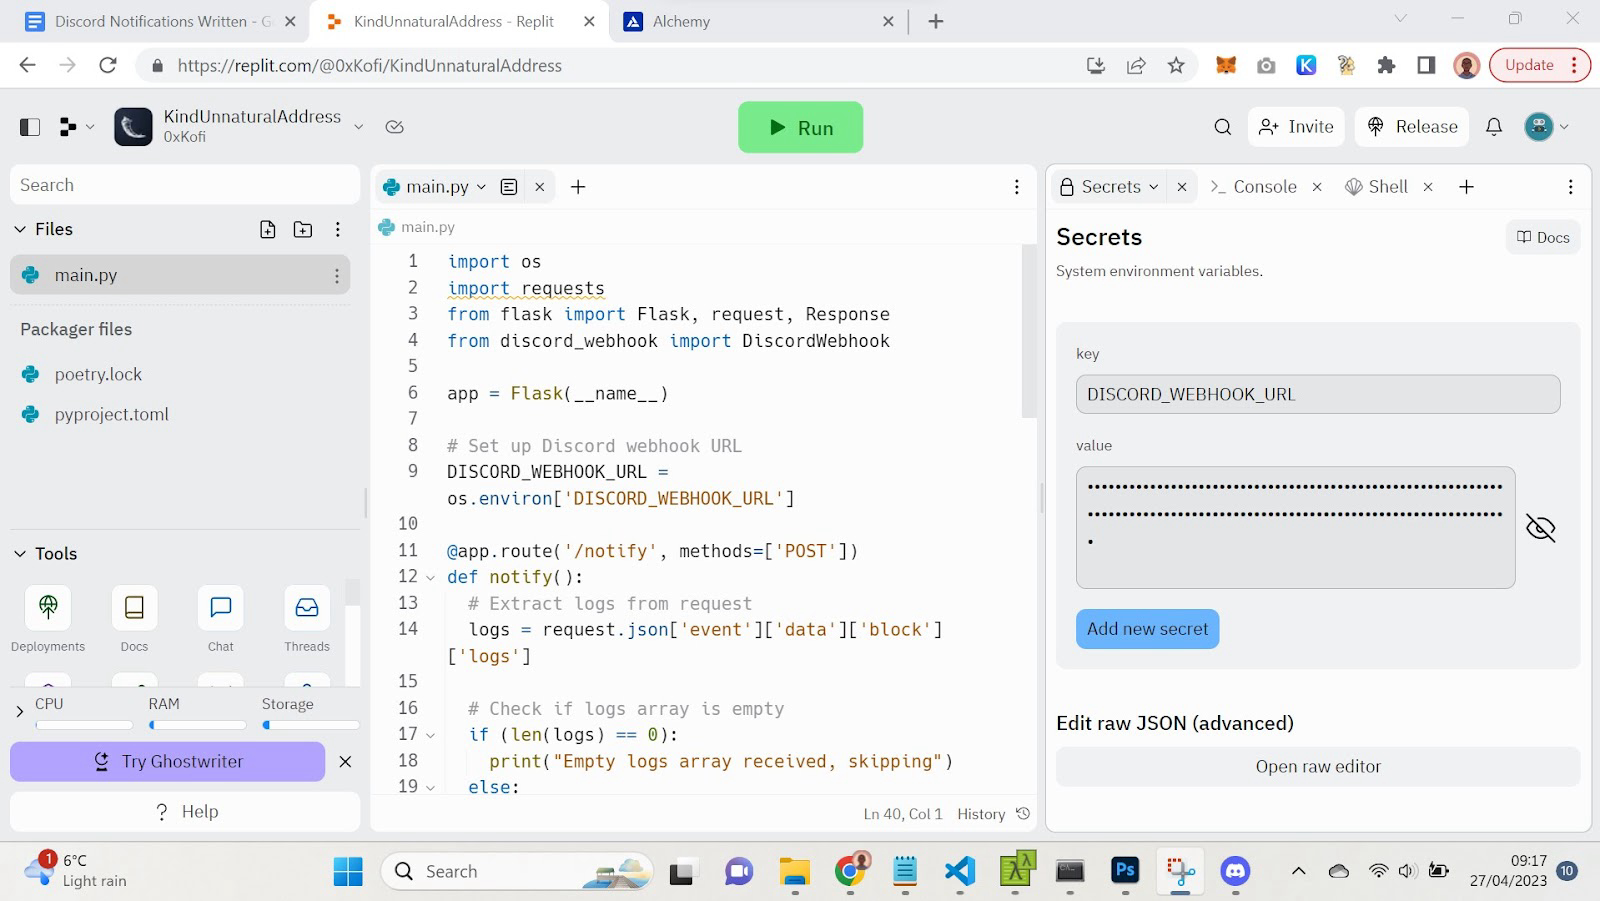 Discord Notifications Written - G
KindUnnaturalAddress - Replit
Alchemy
https://replit.com/@0xKofi/KindUnnaturalAddress
Update
KindUnnaturalAddress
0xKofi
Run
Invite
Release
Search
Files
main.py
Packager files
poetry.lock
pyproject.toml
Tools
Deployments
Docs
Chat
Threads
CPU
RAM
Storage
Try Ghostwriter
? Help
main.py
main.py
1 import os
2 import requests
3 from flask import Flask, request, Response
4 from discord_webhook import DiscordWebhook
5
6 app = Flask(__name__)
7
8 # Set up Discord webhook URL
9 DISCORD_WEBHOOK_URL =
os.environ['DISCORD_WEBHOOK_URL']
10
11 @app.route('/notify', methods=['POST'])
12 def notify():
13 # Extract logs from request
14 logs = request.json['event']['data']['block']
['logs']
15
16 # Check if logs array is empty
17 if (len(logs) == 0):
18 print("Empty logs array received, skipping")
19 else:
Ln 40, Col 1 History
Secrets
>_ Console
Shell
Secrets
Docs
System environment variables.
key
DISCORD_WEBHOOK_URL
value
Add new secret
Edit raw JSON (advanced)
Open raw editor
1
6°C
Light rain
Search
Ps
09:17
27/04/2023
10